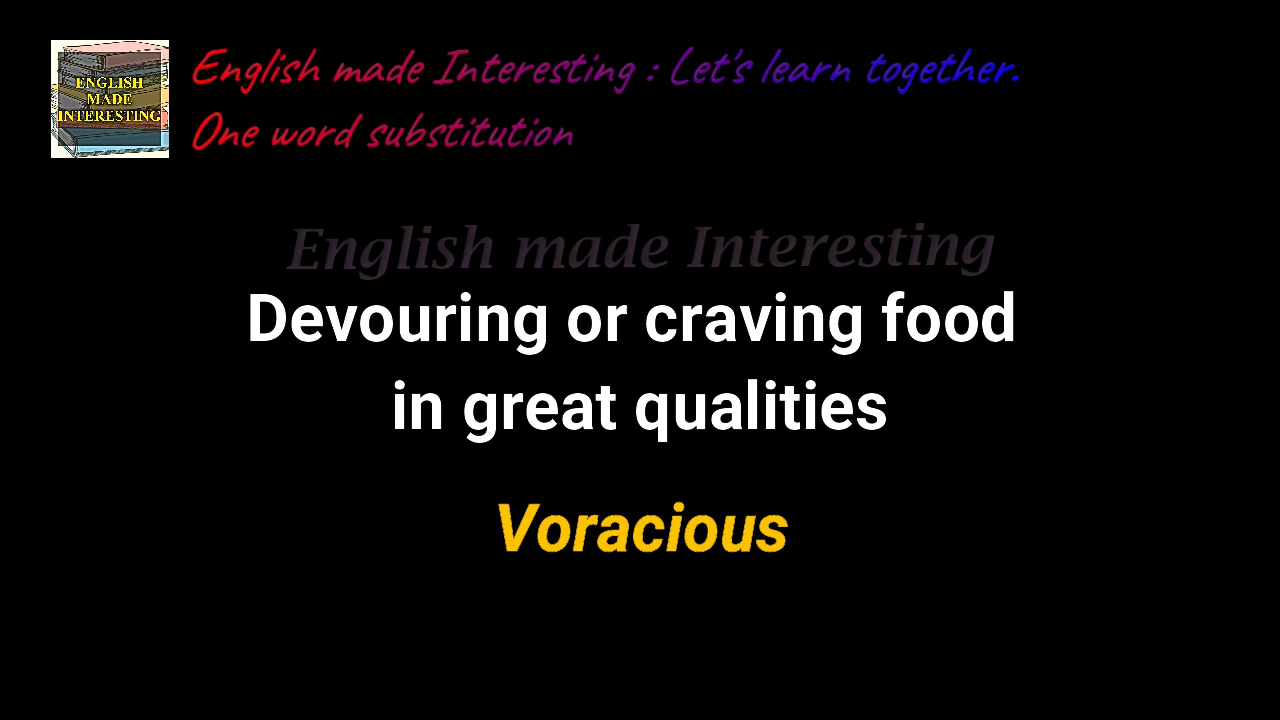 ENGLISH
MADE
INTERESTING
English made Interesting : Let's learn together.
One word substitution
English made Interesting
Devouring or craving food
in great qualities
Voracious